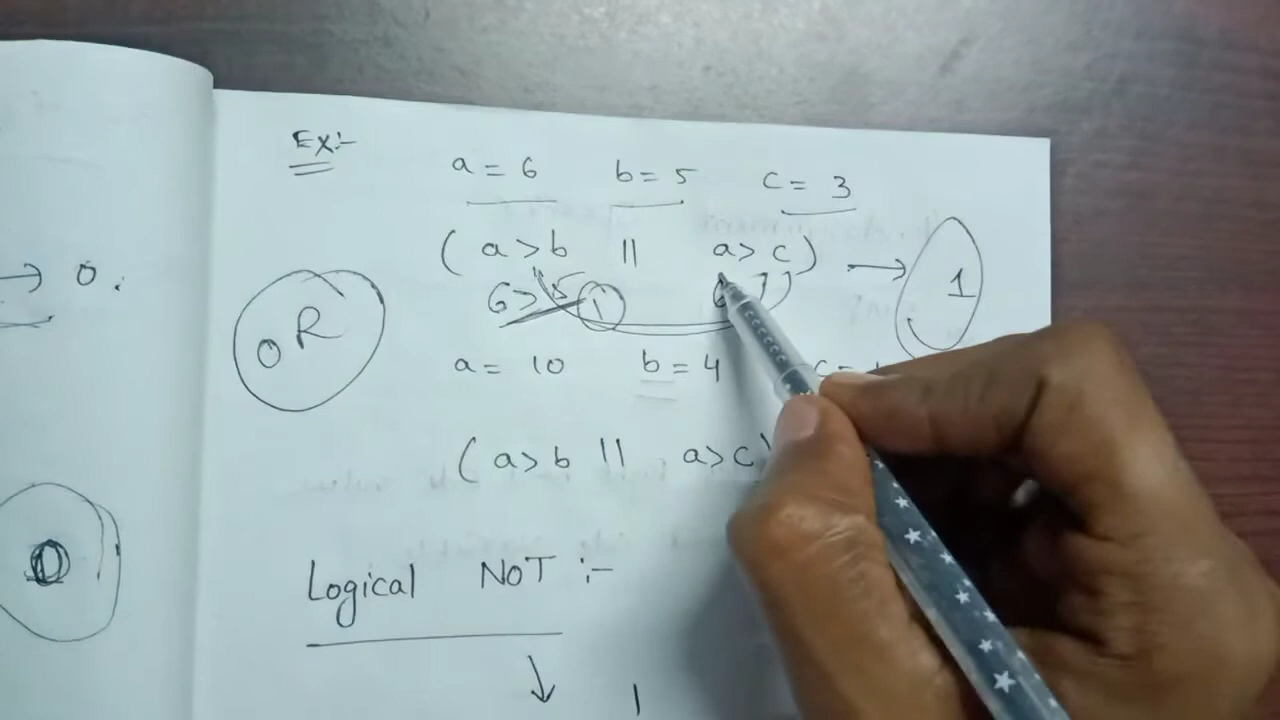 → 0.
Ex:-
a = 6 b = 5 c = 3
( a > b || a > c ) → 1
6 > 5 1
OR
a = 10 b = 4 c =
( a > b || a > c )
0
Logical NOT :-
↓ 1